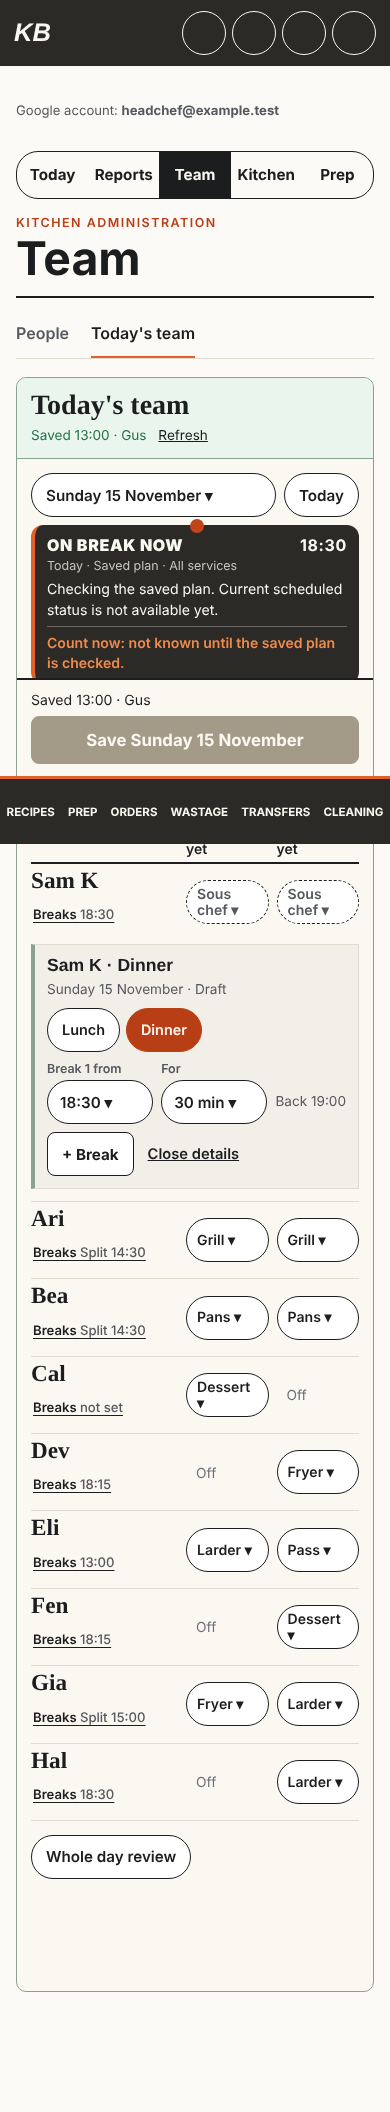 KB
Google account: headchef@example.test
Today Reports Team Kitchen Prep
KITCHEN ADMINISTRATION
Team
People Today's team
Today's team
Saved 13:00 · Gus Refresh
Sunday 15 November ▾ Today
ON BREAK NOW 18:30
Today · Saved plan · All services
Checking the saved plan. Current scheduled
status is not available yet.
Count now: not known until the saved plan
is checked.
Saved 13:00 · Gus
Save Sunday 15 November
RECIPES PREP ORDERS WASTAGE TRANSFERS CLEANING
yet yet
Sam K
Breaks 18:30
Sous
chef ▾
Sous
chef ▾
Sam K · Dinner
Sunday 15 November · Draft
Lunch Dinner
Break 1 from For
18:30 ▾ 30 min ▾ Back 19:00
+ Break Close details
Ari
Breaks Split 14:30
Grill ▾ Grill ▾
Bea
Breaks Split 14:30
Pans ▾ Pans ▾
Cal
Breaks not set
Dessert
▾
Off
Dev
Breaks 18:15
Off Fryer ▾
Eli
Breaks 13:00
Larder ▾ Pass ▾
Fen
Breaks 18:15
Off
Dessert
▾
Gia
Breaks Split 15:00
Fryer ▾ Larder ▾
Hal
Breaks 18:30
Off Larder ▾
Whole day review